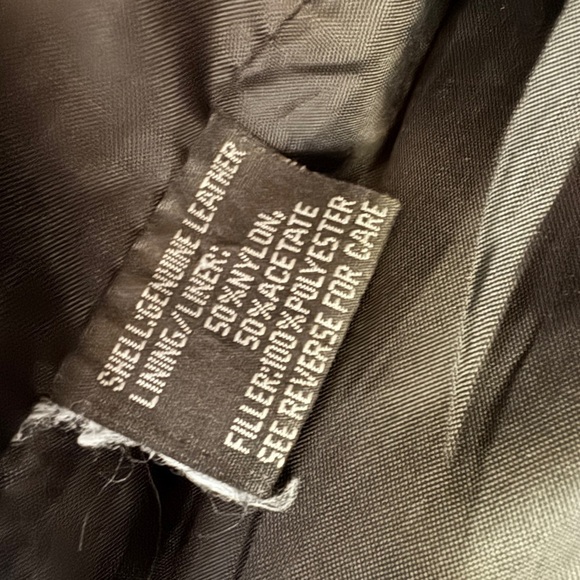 SHELL:GENUINE LEATHER
LINING/LINER:
50%NYLON,
50%ACETATE
FILLER:100%POLYESTER
SEE REVERSE FOR CARE